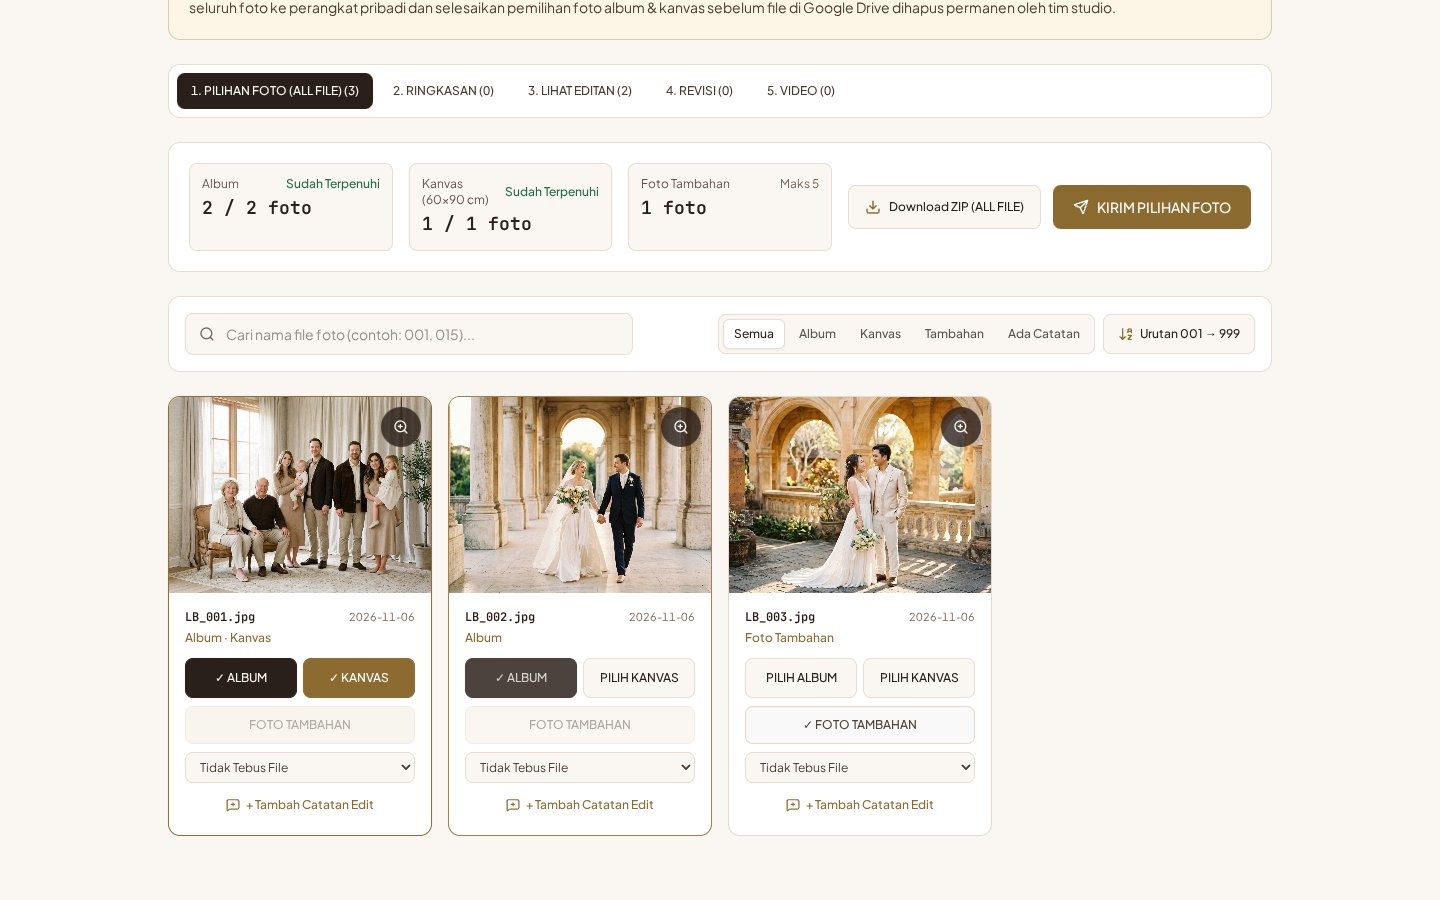 seluruh foto ke perangkat pribadi dan selesaikan pemilihan foto album & kanvas sebelum file di Google Drive dihapus permanen oleh tim studio.
1. PILIHAN FOTO (ALL FILE) (3)
2. RINGKASAN (0)
3. LIHAT EDITAN (2)
4. REVISI (0)
5. VIDEO (0)
Album
Sudah Terpenuhi
2 / 2 foto
Kanvas
(60×90 cm)
Sudah Terpenuhi
1 / 1 foto
Foto Tambahan
Maks 5
1 foto
Download ZIP (ALL FILE)
KIRIM PILIHAN FOTO
Cari nama file foto (contoh: 001, 015)...
Semua
Album
Kanvas
Tambahan
Ada Catatan
Urutan 001 → 999
LB_001.jpg
2026-11-06
Album · Kanvas
✓ ALBUM
✓ KANVAS
FOTO TAMBAHAN
Tidak Tebus File
+ Tambah Catatan Edit
LB_002.jpg
2026-11-06
Album
✓ ALBUM
PILIH KANVAS
FOTO TAMBAHAN
Tidak Tebus File
+ Tambah Catatan Edit
LB_003.jpg
2026-11-06
Foto Tambahan
PILIH ALBUM
PILIH KANVAS
✓ FOTO TAMBAHAN
Tidak Tebus File
+ Tambah Catatan Edit